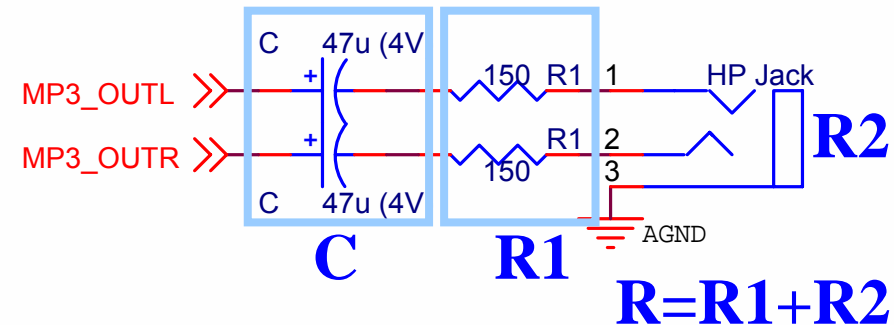 C 47u (4V
+ 150 R1 1 HP Jack
MP3_OUTL
+ R1 2 R2
MP3_OUTR 150 3
C 47u (4V
AGND
C R1
R=R1+R2